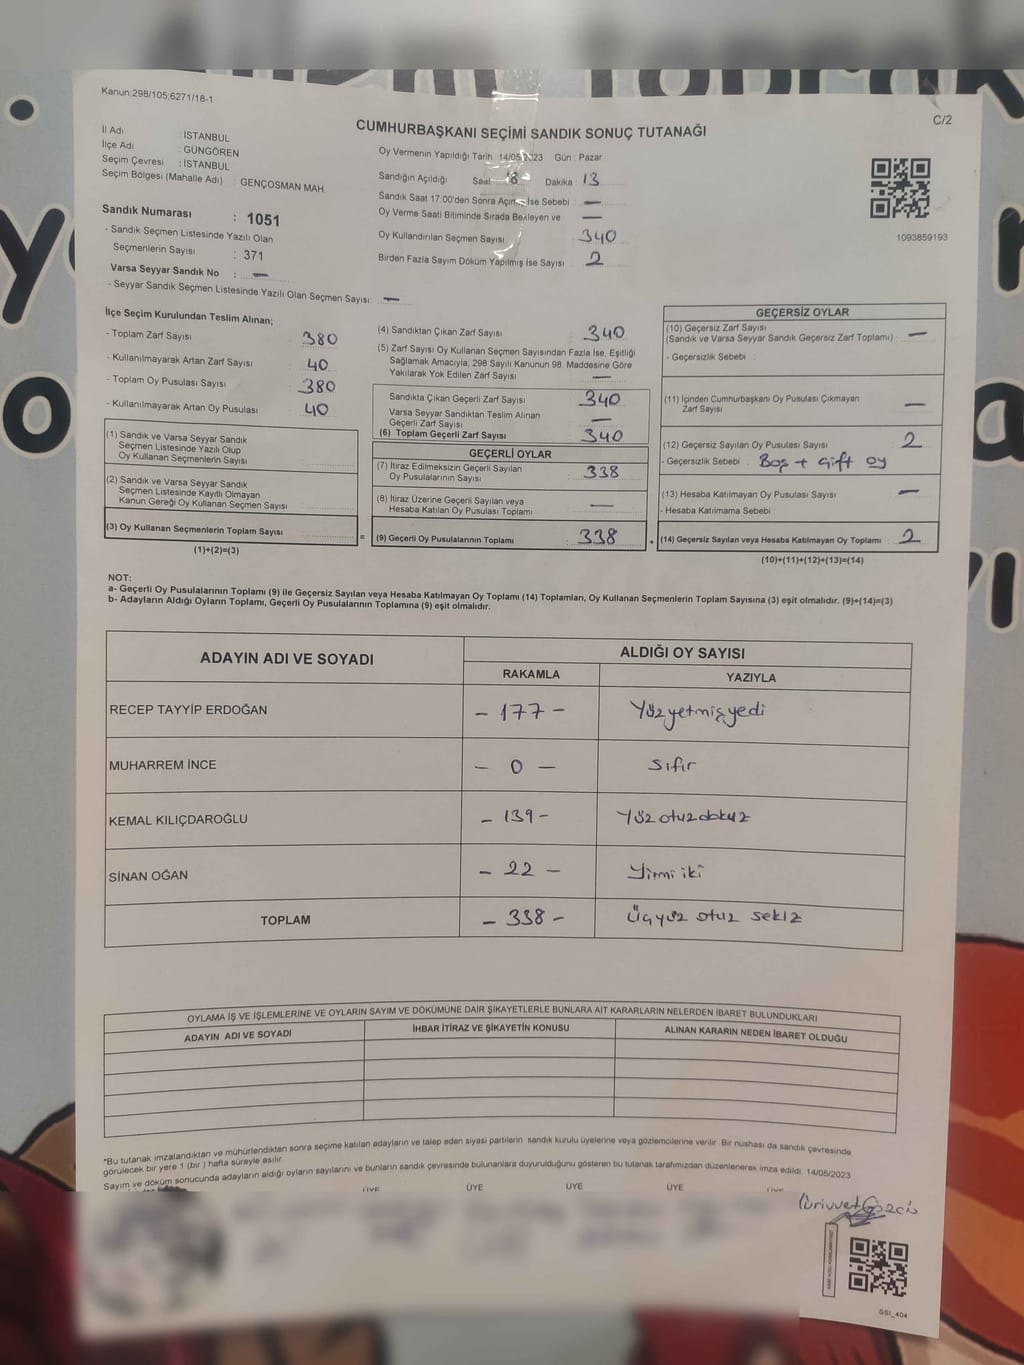 Kanun:298/105;6271/18-1
C/2
CUMHURBAŞKANI SEÇİMİ SANDIK SONUÇ TUTANAĞI
İl Adı : İSTANBUL
İlçe Adı : GÜNGÖREN
Seçim Çevresi : İSTANBUL
Seçim Bölgesi (Mahalle Adı) : GENÇOSMAN MAH.
Sandık Numarası : 1051
- Sandık Seçmen Listesinde Yazılı Olan
Seçmenlerin Sayısı : 371
Varsa Seyyar Sandık No : —
- Seyyar Sandık Seçmen Listesinde Yazılı Olan Seçmen Sayısı: —
Oy Vermenin Yapıldığı Tarih 14/05/2023 Gün : Pazar
Sandığın Açıldığı Saat 18 Dakika : 13
Sandık Saat 17.00'den Sonra Açılmış İse Sebebi : —
Oy Verme Saati Bitiminde Sırada Bekleyen ve —
Oy Kullandırılan Seçmen Sayısı : 340
Birden Fazla Sayım Döküm Yapılmış İse Sayısı : 2
1093859193
İlçe Seçim Kurulundan Teslim Alınan;
- Toplam Zarf Sayısı : 380
- Kullanılmayarak Artan Zarf Sayısı : 40
- Toplam Oy Pusulası Sayısı : 380
- Kullanılmayarak Artan Oy Pusulası : 40
(1) Sandık ve Varsa Seyyar Sandık
Seçmen Listesinde Yazılı Olup
Oy Kullanan Seçmenlerin Sayısı :
(2) Sandık ve Varsa Seyyar Sandık
Seçmen Listesinde Kayıtlı Olmayan
Kanun Gereği Oy Kullanan Seçmen Sayısı :
(3) Oy Kullanan Seçmenlerin Toplam Sayısı :
(1)+(2)=(3)
=
(4) Sandıktan Çıkan Zarf Sayısı : 340
(5) Zarf Sayısı Oy Kullanan Seçmen Sayısından Fazla İse, Eşitliği
Sağlamak Amacıyla; 298 Sayılı Kanunun 98. Maddesine Göre
Yakılarak Yok Edilen Zarf Sayısı : —
Sandıkta Çıkan Geçerli Zarf Sayısı : 340
Varsa Seyyar Sandıktan Teslim Alınan
Geçerli Zarf Sayısı : —
(6) Toplam Geçerli Zarf Sayısı : 340
GEÇERLİ OYLAR
(7) İtiraz Edilmeksizin Geçerli Sayılan
Oy Pusulalarının Sayısı : 338
(8) İtiraz Üzerine Geçerli Sayılan veya
Hesaba Katılan Oy Pusulası Toplamı : —
(9) Geçerli Oy Pusulalarının Toplamı : 338
+
GEÇERSİZ OYLAR
(10) Geçersiz Zarf Sayısı
(Sandık ve Varsa Seyyar Sandık Geçersiz Zarf Toplamı) : —
- Geçersizlik Sebebi :
(11) İçinden Cumhurbaşkanı Oy Pusulası Çıkmayan
Zarf Sayısı : —
(12) Geçersiz Sayılan Oy Pusulası Sayısı : 2
- Geçersizlik Sebebi : Boş + çift oy
(13) Hesaba Katılmayan Oy Pusulası Sayısı : —
- Hesaba Katılmama Sebebi
(14) Geçersiz Sayılan veya Hesaba Katılmayan Oy Toplamı : 2
(10)+(11)+(12)+(13)=(14)
NOT:
a- Geçerli Oy Pusulalarının Toplamı (9) ile Geçersiz Sayılan veya Hesaba Katılmayan Oy Toplamı (14) Toplamları, Oy Kullanan Seçmenlerin Toplam Sayısına (3) eşit olmalıdır. (9)+(14)=(3)
b- Adayların Aldığı Oyların Toplamı, Geçerli Oy Pusulalarının Toplamına (9) eşit olmalıdır.
ADAYIN ADI VE SOYADI
ALDIĞI OY SAYISI
RAKAMLA YAZIYLA
RECEP TAYYİP ERDOĞAN - 177 - Yüzyetmişyedi
MUHARREM İNCE - 0 - Sıfır
KEMAL KILIÇDAROĞLU - 139 - Yüzotuzdokuz
SİNAN OĞAN - 22 - Yirmi iki
TOPLAM - 338 - Üçyüz otuz sekiz
OYLAMA İŞ VE İŞLEMLERİNE VE OYLARIN SAYIM VE DÖKÜMÜNE DAİR ŞİKAYETLERLE BUNLARA AİT KARARLARIN NELERDEN İBARET BULUNDUKLARI
ADAYIN ADI VE SOYADI İHBAR İTİRAZ VE ŞİKAYETİN KONUSU ALINAN KARARIN NEDEN İBARET OLDUĞU
*Bu tutanak imzalandıktan ve mühürlendikten sonra seçime katılan adayların ve talep eden siyasi partilerin sandık kurulu üyelerine veya gözlemcilerine verilir. Bir nüshası da sandık çevresinde
görülecek bir yere 1 (bir ) hafta süreyle asılır.
Sayım ve döküm sonucunda adayların aldığı oyların sayılarını ve bunların sandık çevresinde bulunanlara duyurulduğunu gösteren bu tutanak tarafımızdan düzenlenerek imza edildi. 14/05/2023
ÜYE ÜYE ÜYE ÜYE
SSI_404